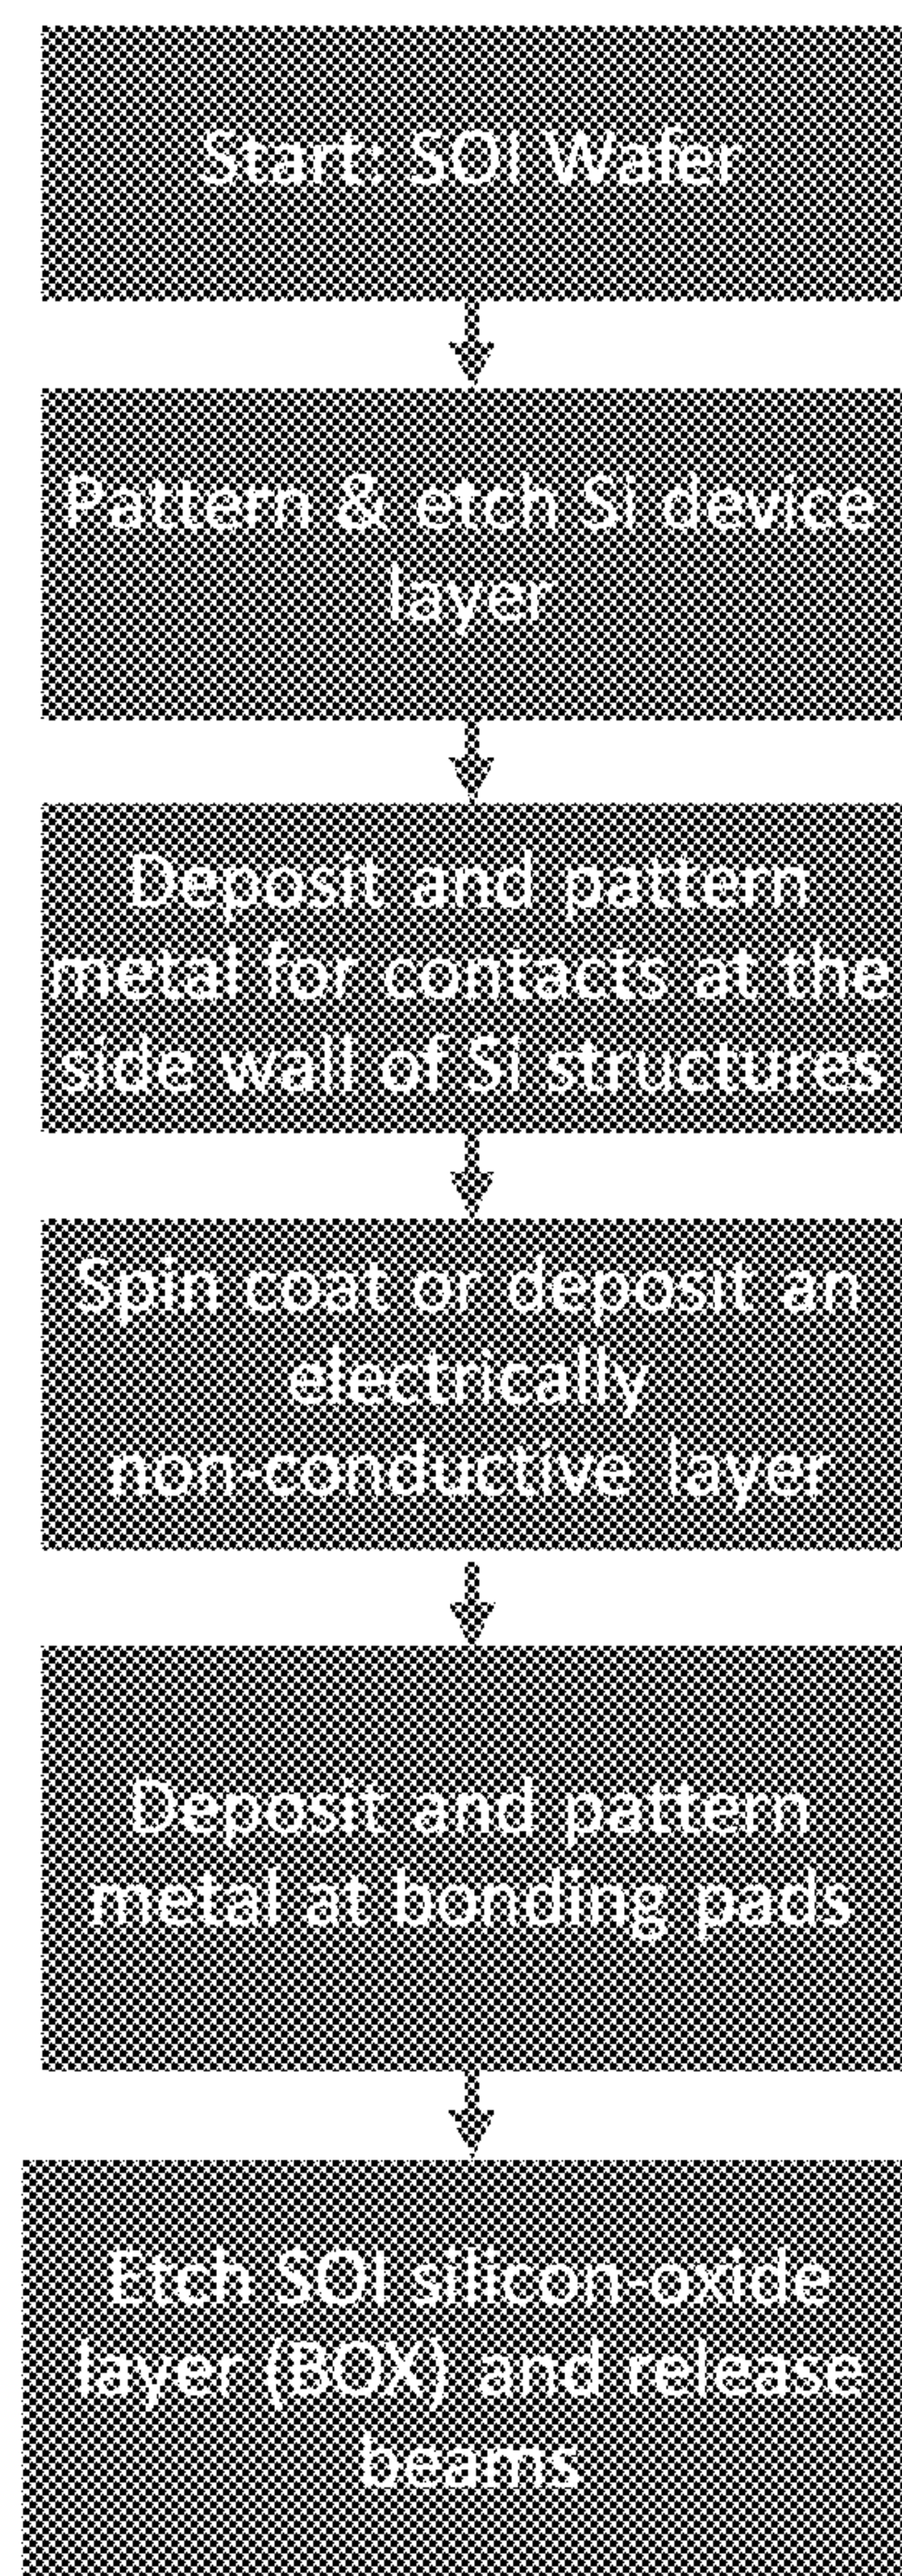 Start: SOI Wafer
Pattern & etch Si device
layer
Deposit and pattern
metal for contacts at the
side wall of Si structures
Spin coat or deposit an
electrically
non-conductive layer
Deposit and pattern
metal at bonding pads
Etch SOI silicon-oxide
layer (BOX) and release
beams